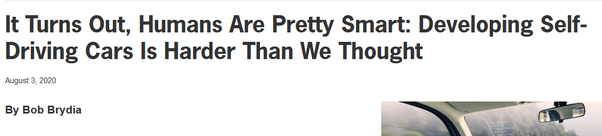 It Turns Out, Humans Are Pretty Smart: Developing Self-
Driving Cars Is Harder Than We Thought
August 3, 2020
By Bob Brydia